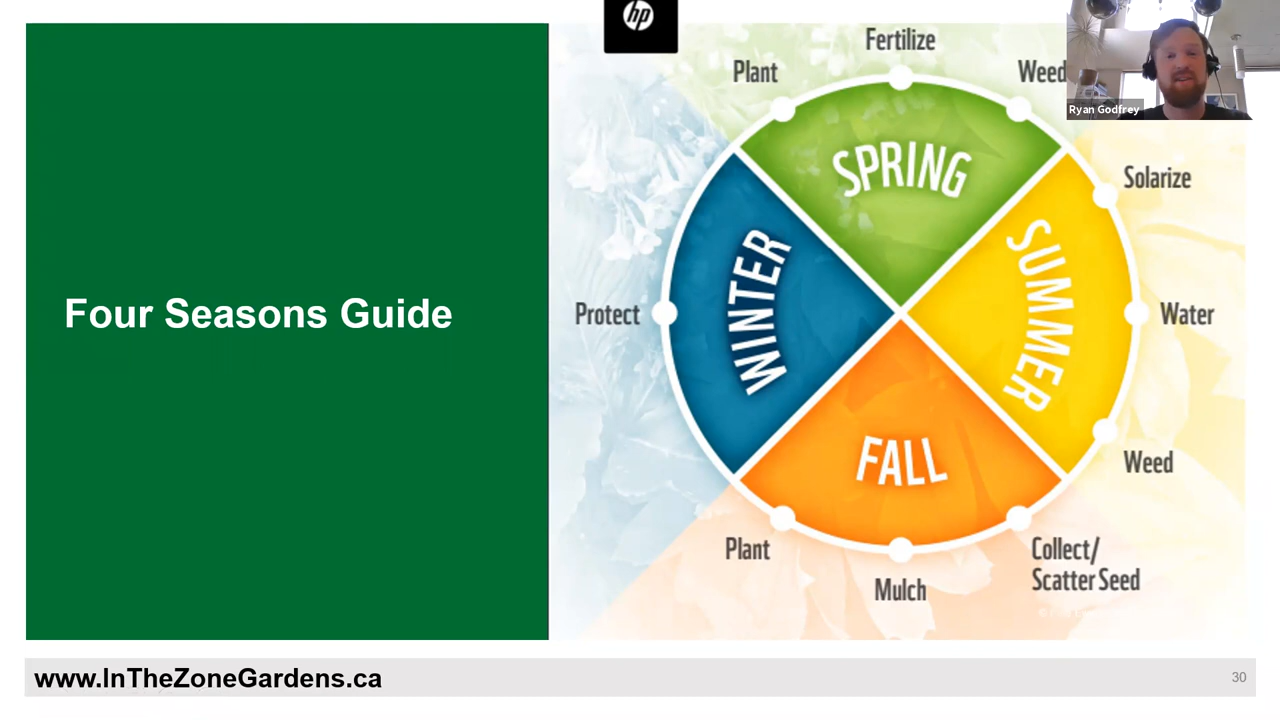 hp
Fertilize
Plant
Weed
Ryan Godfrey
SPRING
Solarize
WINTER
SUMMER
Protect
Water
Four Seasons Guide
FALL
Weed
Plant
Collect/
Scatter Seed
Mulch
www.InTheZoneGardens.ca
30